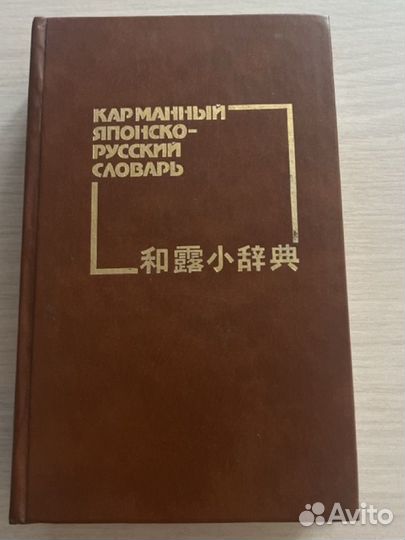 КАРМАННЫЙ
ЯПОНСКО-
РУССКИЙ
СЛОВАРЬ
和露小辞典
Avito